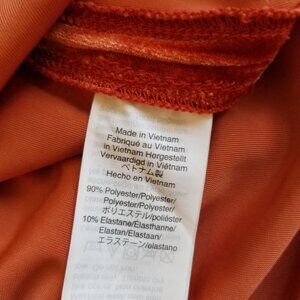 Made in Vietnam
Fabriqué au Vietnam
in Vietnam Hergestellt
Vervaardigd in Viëtnam
ベトナム製
Hecho en Vietnam
90% Polyester/Polyester/
Polyester/Polyester/
ポリエステル/poliéster
10% Elastane/Élasthanne/
Elastan/Elastaan/
エラステーン/elastano